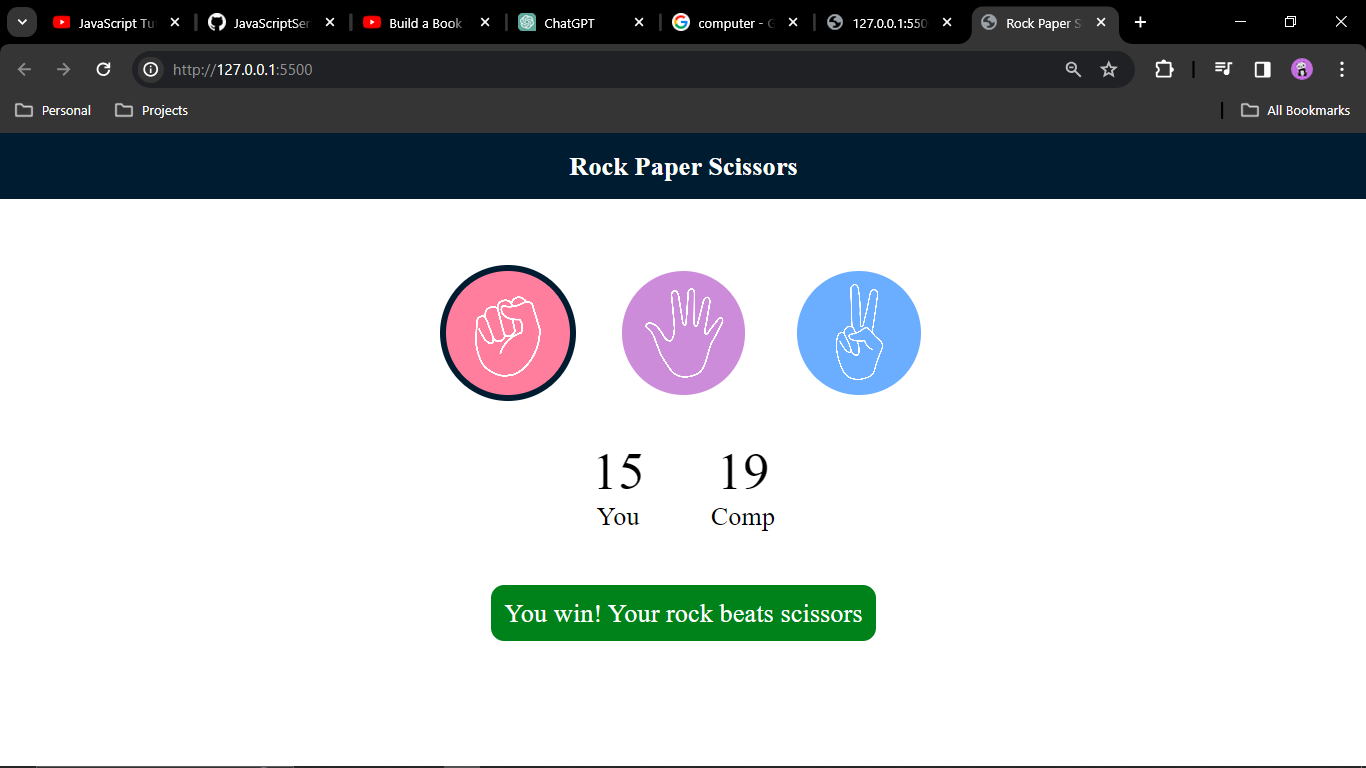 JavaScript Tu
JavaScriptSer
Build a Book
ChatGPT
computer - G
127.0.0.1:550
Rock Paper S
http://127.0.0.1:5500
Personal
Projects
All Bookmarks
Rock Paper Scissors
15 19
You Comp
You win! Your rock beats scissors